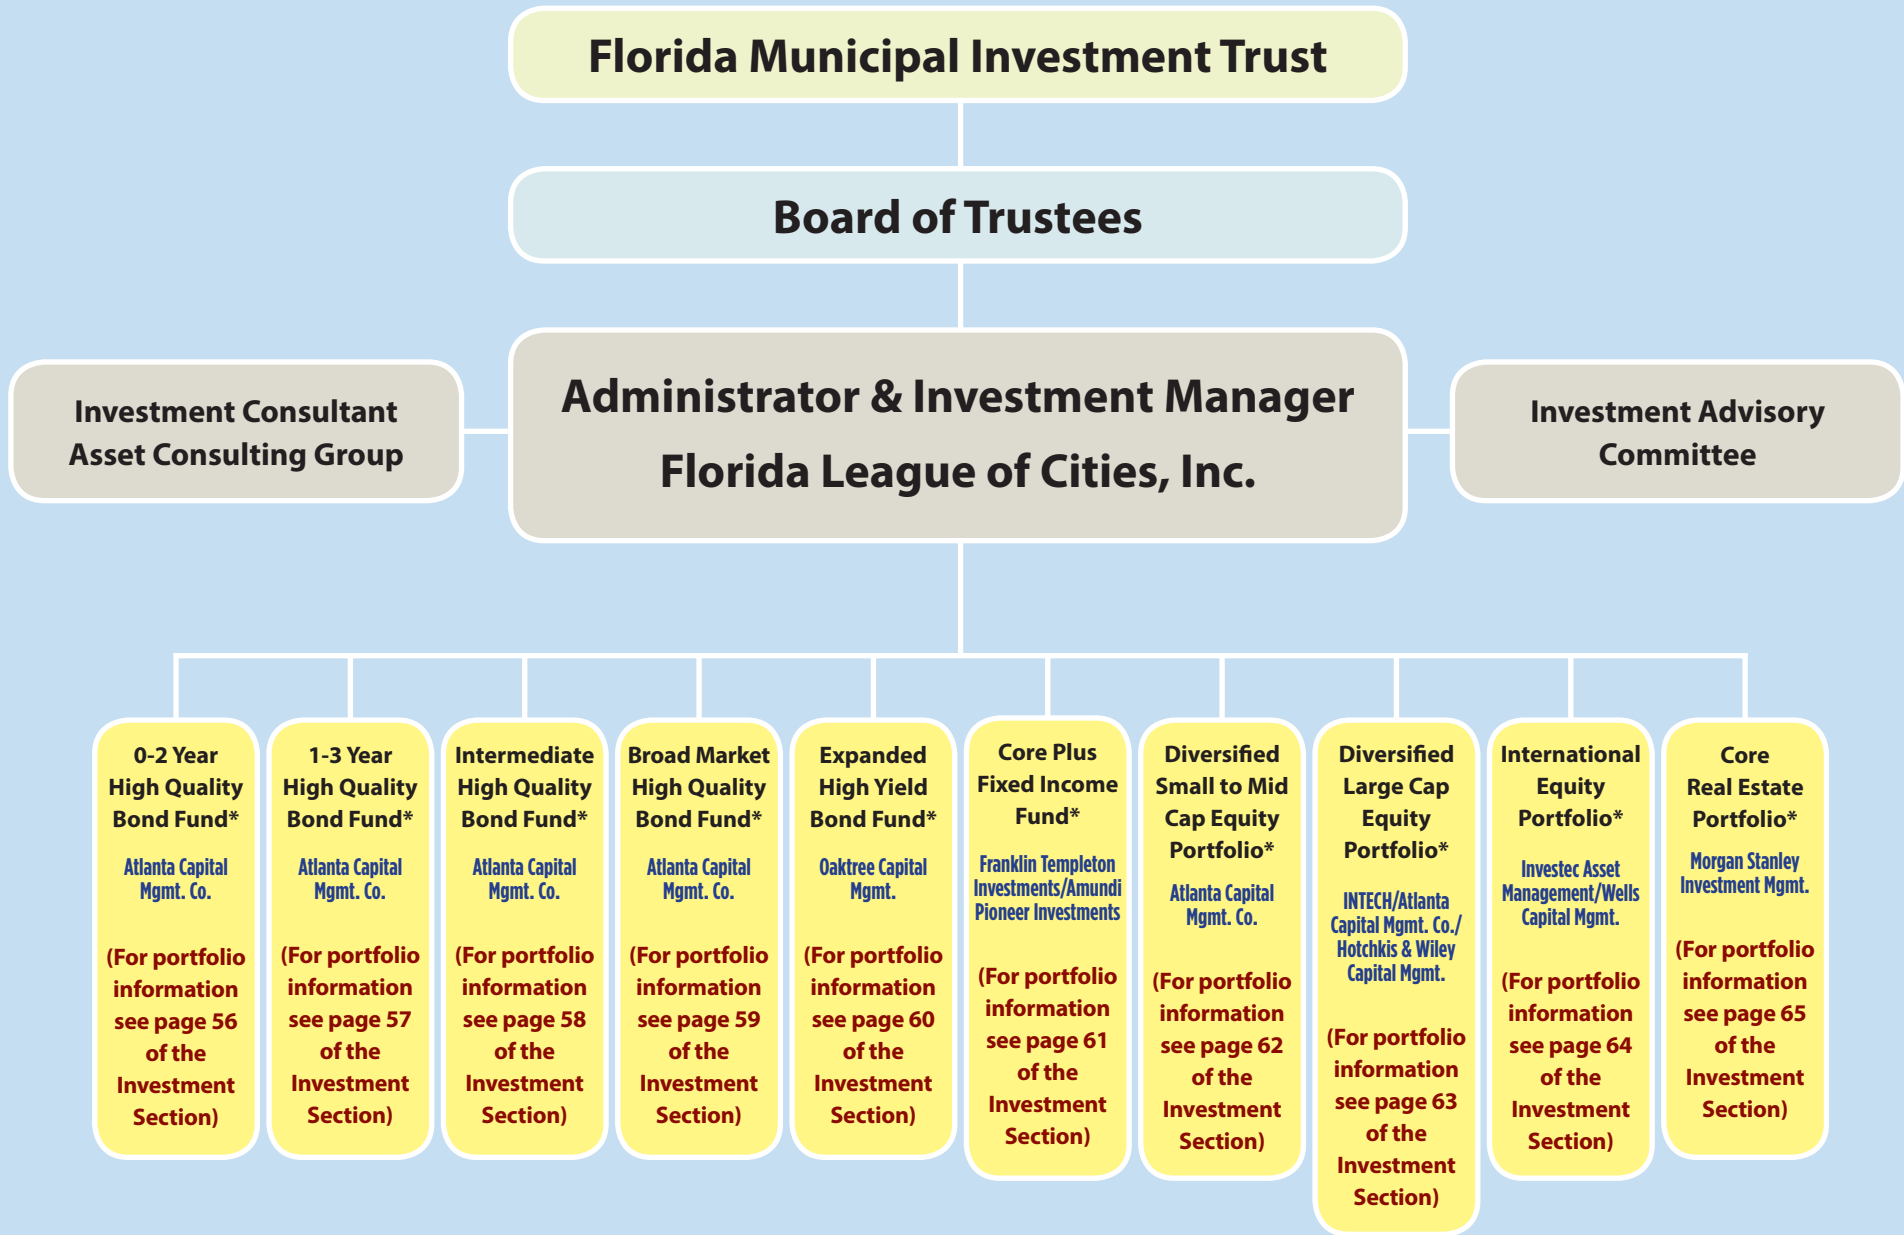 Florida Municipal Investment Trust
Board of Trustees
Investment Consultant
Asset Consulting Group
Administrator & Investment Manager
Florida League of Cities, Inc.
Investment Advisory
Committee
0-2 Year
High Quality
Bond Fund*
Atlanta Capital
Mgmt. Co.
(For portfolio
information
see page 56
of the
Investment
Section)
1-3 Year
High Quality
Bond Fund*
Atlanta Capital
Mgmt. Co.
(For portfolio
information
see page 57
of the
Investment
Section)
Intermediate
High Quality
Bond Fund*
Atlanta Capital
Mgmt. Co.
(For portfolio
information
see page 58
of the
Investment
Section)
Broad Market
High Quality
Bond Fund*
Atlanta Capital
Mgmt. Co.
(For portfolio
information
see page 59
of the
Investment
Section)
Expanded
High Yield
Bond Fund*
Oaktree Capital
Mgmt.
(For portfolio
information
see page 60
of the
Investment
Section)
Core Plus
Fixed Income
Fund*
Franklin Templeton
Investments/Amundi
Pioneer Investments
(For portfolio
information
see page 61
of the
Investment
Section)
Diversified
Small to Mid
Cap Equity
Portfolio*
Atlanta Capital
Mgmt. Co.
(For portfolio
information
see page 62
of the
Investment
Section)
Diversified
Large Cap
Equity
Portfolio*
INTECH/Atlanta
Capital Mgmt. Co./
Hotchkis & Wiley
Capital Mgmt.
(For portfolio
information
see page 63
of the
Investment
Section)
International
Equity
Portfolio*
Investec Asset
Management/Wells
Capital Mgmt.
(For portfolio
information
see page 64
of the
Investment
Section)
Core
Real Estate
Portfolio*
Morgan Stanley
Investment Mgmt.
(For portfolio
information
see page 65
of the
Investment
Section)